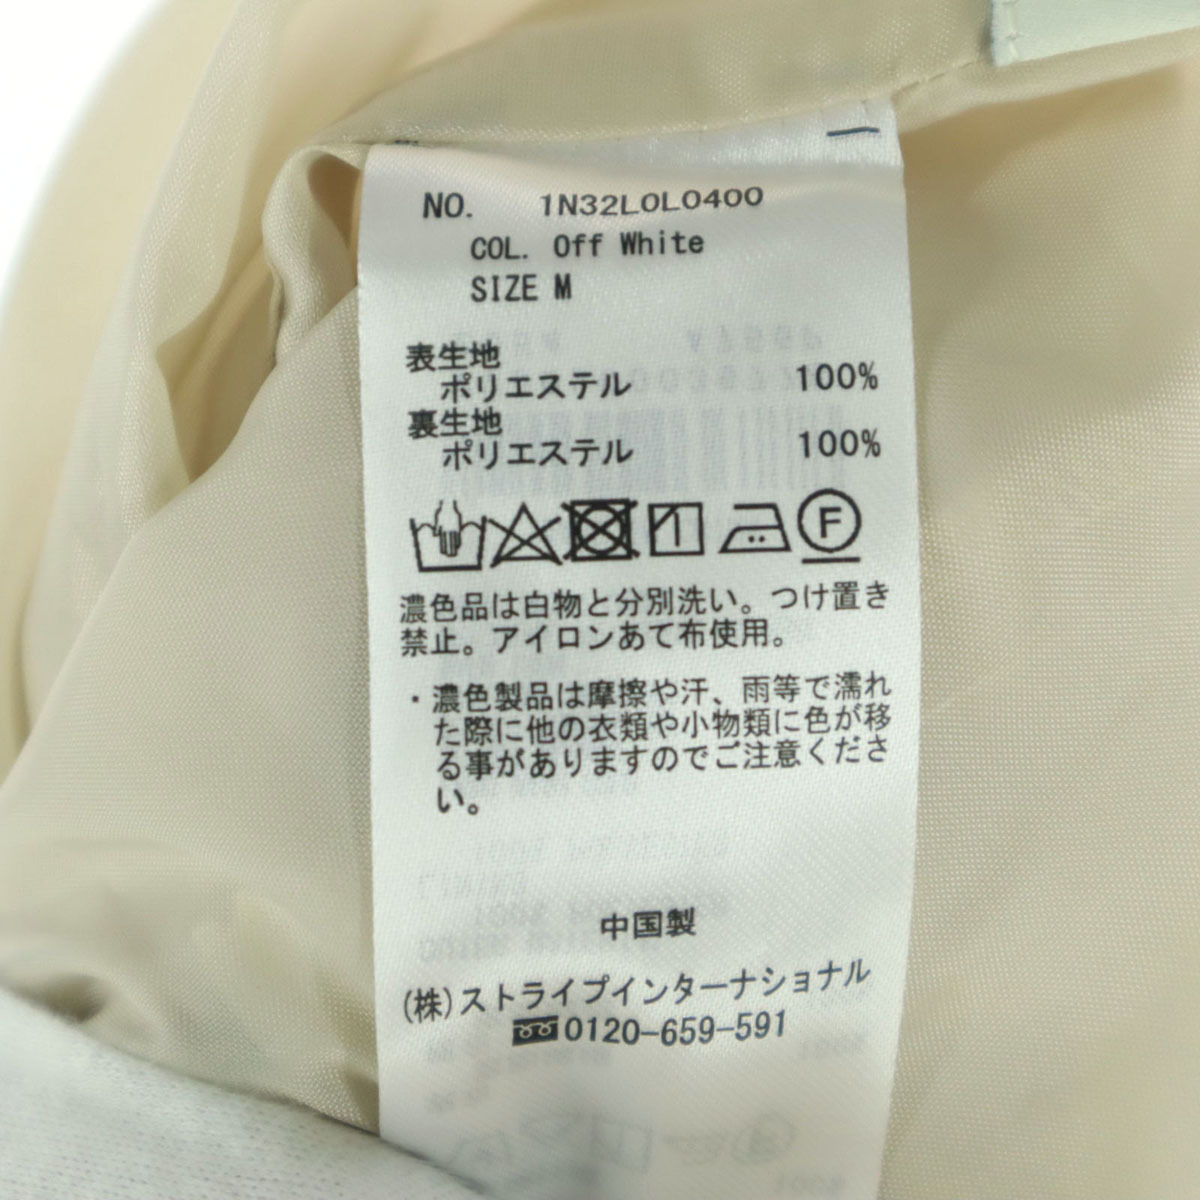 NO. 1N32L0L0400
COL. Off White
SIZE M
表生地
ポリエステル 100%
裏生地
ポリエステル 100%
F
濃色品は白物と分別洗い。つけ置き
禁止。アイロンあて布使用。
・濃色製品は摩擦や汗、雨等で濡れ
た際に他の衣類や小物類に色が移
る事がありますのでご注意くださ
い。
中国製
(株)ストライプインターナショナル
0120-659-591